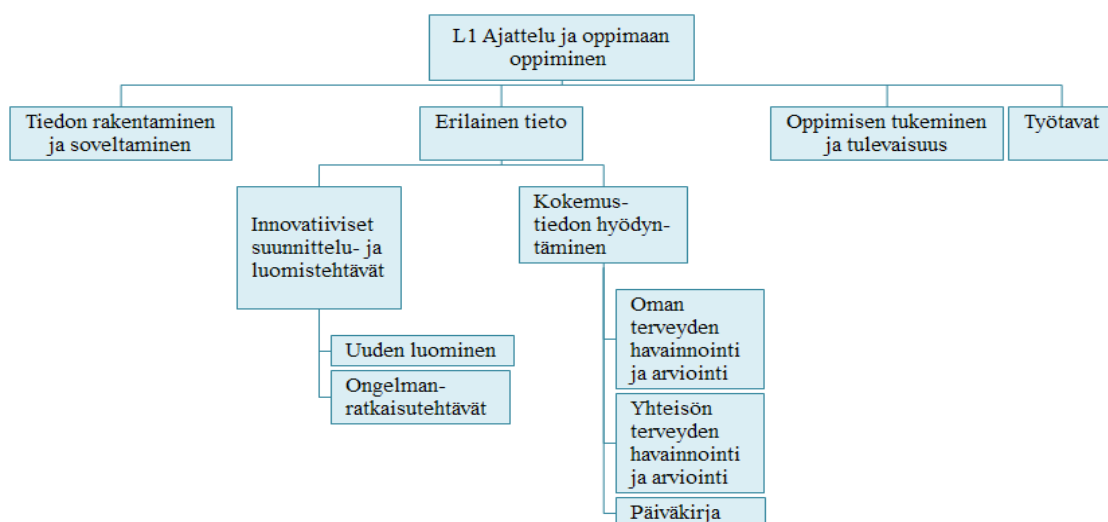 L1 Ajattelu ja oppimaan
oppiminen
Tiedon rakentaminen
ja soveltaminen
Erilainen tieto
Oppimisen tukeminen
ja tulevaisuus
Työtavat
Innovatiiviset
suunnittelu- ja
luomistehtävät
Kokemus-
tiedon hyödyn-
täminen
Uuden luominen
Ongelman-
ratkaisutehtävät
Oman
terveyden
havainnointi
ja arviointi
Yhteisön
terveyden
havainnointi
ja arviointi
Päiväkirja